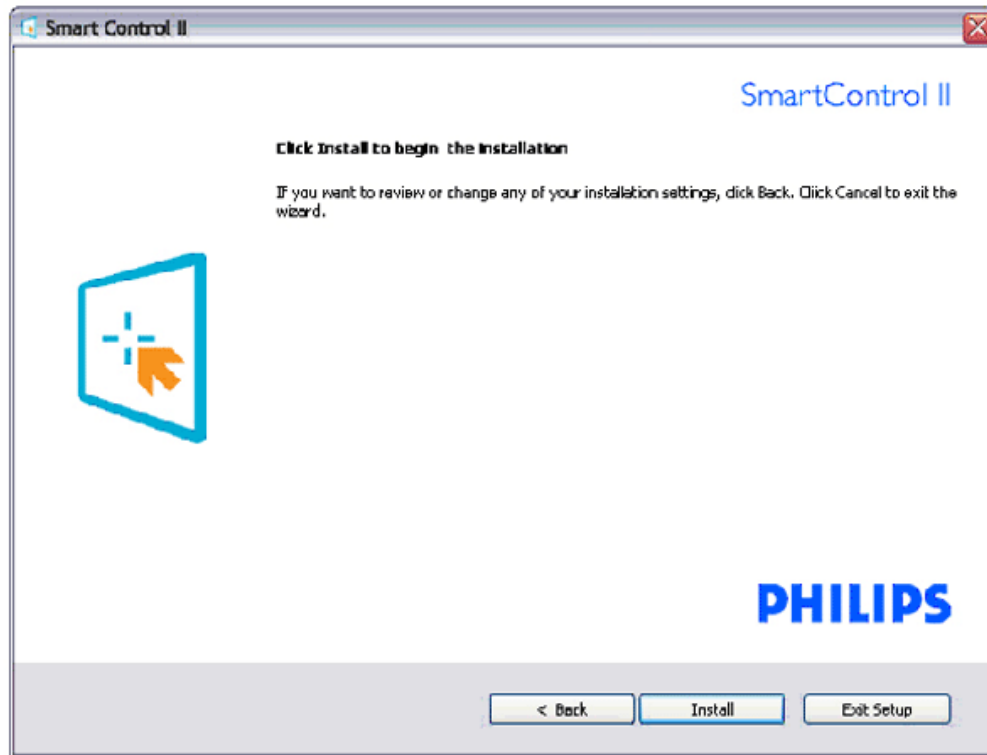 Smart Control II
SmartControl II
Click Install to begin the installation
If you want to review or change any of your installation settings, click Back. Click Cancel to exit the
wizard.
PHILIPS
< Back
Install
Exit Setup